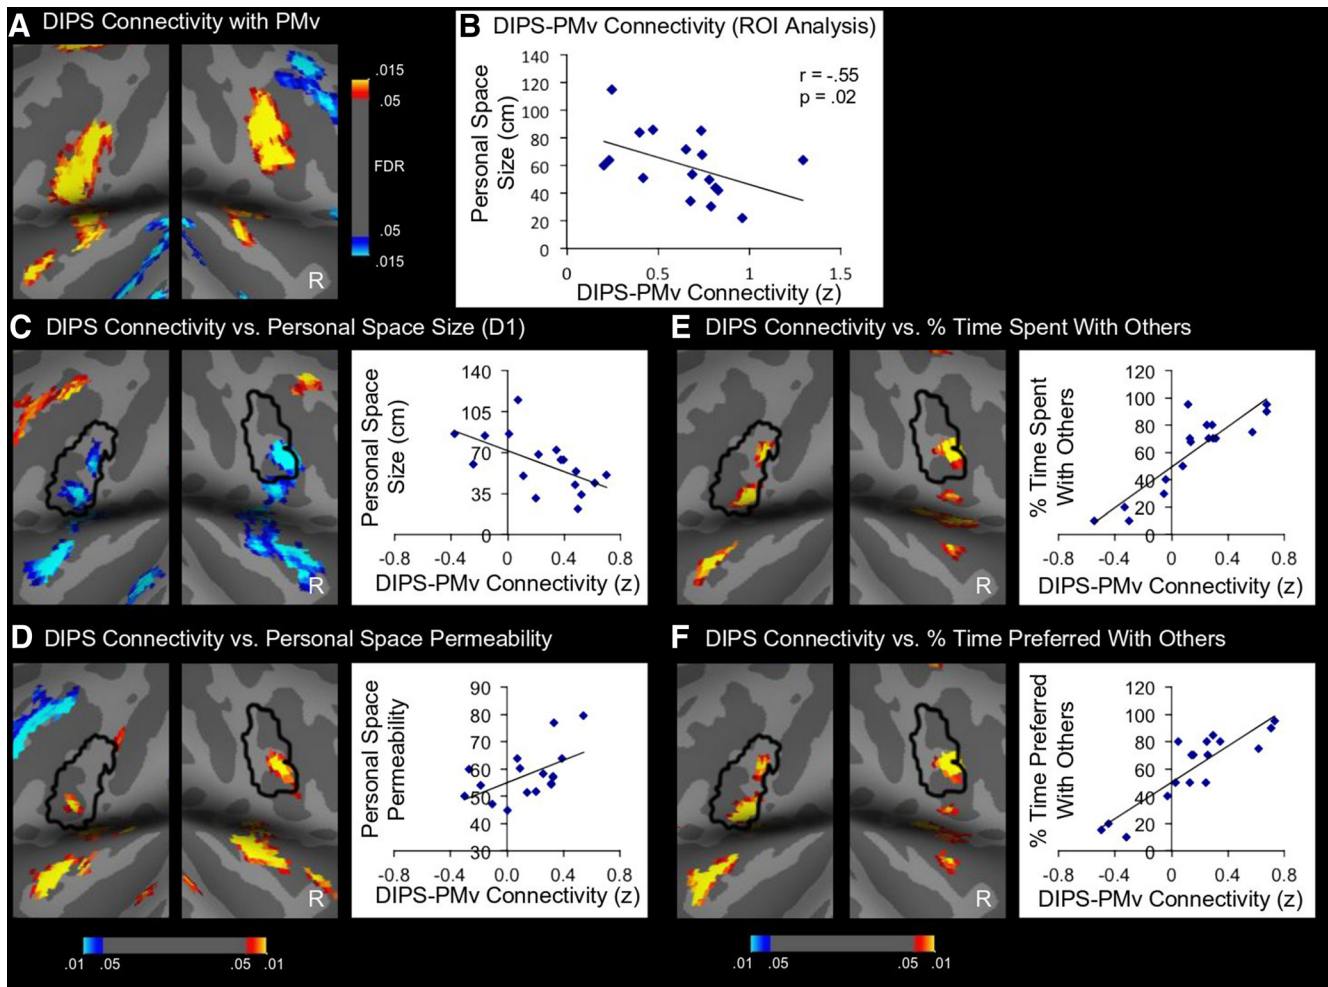 A DIPS Connectivity with PMv
.015
.05
FDR
.05
.015
R
B DIPS-PMv Connectivity (ROI Analysis)
Personal Space
Size (cm)
140
120
100
80
60
40
20
0
r = -.55
p = .02
0 0.5 1 1.5
DIPS-PMv Connectivity (z)
C DIPS Connectivity vs. Personal Space Size (D1)
R
Personal Space
Size (cm)
140
105
70
35
0
-0.8 -0.4 0 0.4 0.8
DIPS-PMv Connectivity (z)
E DIPS Connectivity vs. % Time Spent With Others
R
% Time Spent
With Others
120
100
80
60
40
20
0
-0.8 -0.4 0 0.4 0.8
DIPS-PMv Connectivity (z)
D DIPS Connectivity vs. Personal Space Permeability
R
Personal Space
Permeability
90
80
70
60
50
40
30
-0.8 -0.4 0.0 0.4 0.8
DIPS-PMv Connectivity (z)
.01 .05 .05 .01
F DIPS Connectivity vs. % Time Preferred With Others
R
% Time Preferred
With Others
120
100
80
60
40
20
0
-0.8 -0.4 0 0.4 0.8
DIPS-PMv Connectivity (z)
.01 .05 .05 .01